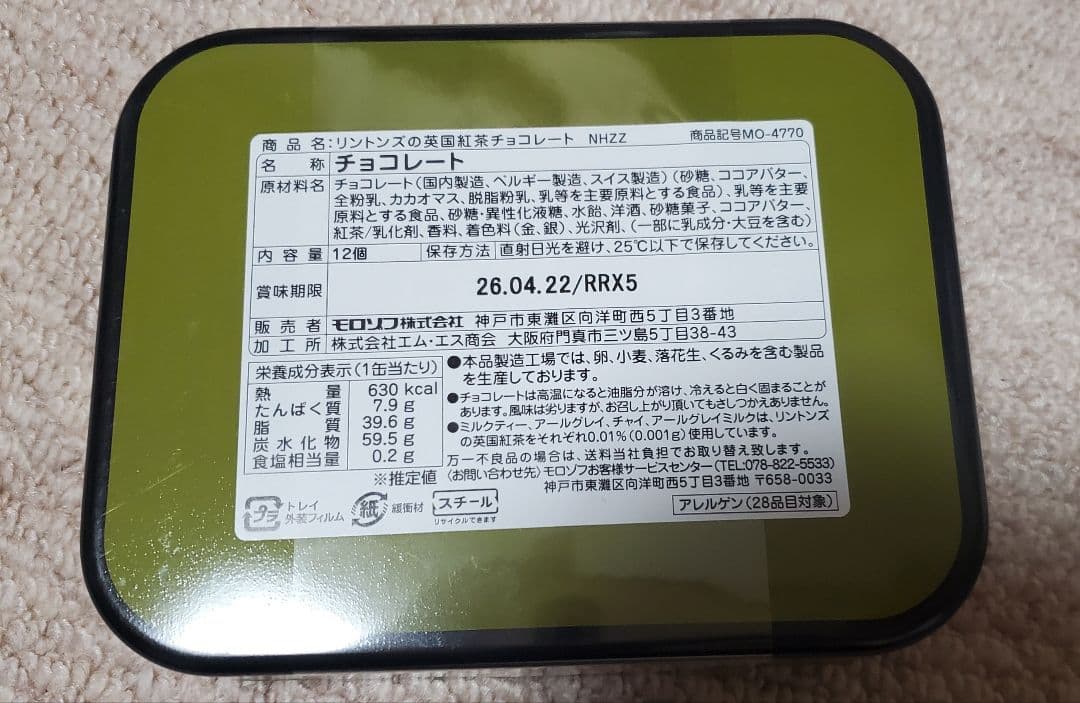 商品名:リントンズの英国紅茶チョコレート NHZZ 商品記号MO-4770
名称 チョコレート
原材料名 チョコレート(国内製造、ベルギー製造、スイス製造)(砂糖、ココアバター、
全粉乳、カカオマス、脱脂粉乳、乳等を主要原料とする食品)、乳等を主要
原料とする食品、砂糖・異性化液糖、水飴、洋酒、砂糖菓子、ココアバター、
紅茶/乳化剤、香料、着色料(金、銀)、光沢剤、(一部に乳成分・大豆を含む)
内容量 12個 保存方法 直射日光を避け、25℃以下で保存してください。
賞味期限 26.04.22/RRX5
販売者 モロゾフ株式会社 神戸市東灘区向洋町西5丁目3番地
加工所 株式会社エム・エス商会 大阪府門真市三ツ島5丁目38-43
栄養成分表示(1缶当たり)
熱量 630 kcal
たんぱく質 7.9 g
脂質 39.6 g
炭水化物 59.5 g
食塩相当量 0.2 g
※推定値
●本品製造工場では、卵、小麦、落花生、くるみを含む製品
を生産しております。
●チョコレートは高温になると油脂分が溶け、冷えると白く固まることが
あります。風味は劣りますが、お召し上がり頂いてもさしつかえありません。
●ミルクティー、アールグレイ、チャイ、アールグレイミルクは、リントンズ
の英国紅茶をそれぞれ0.01%(0.001g)使用しています。
万一不良品の場合は、送料当社負担でお取り替え致します。
〈お問い合わせ先〉モロゾフお客様サービスセンター(TEL:078-822-5533)
神戸市東灘区向洋町西5丁目3番地 〒658-0033
プラ トレイ
外装フィルム
紙 緩衝材
スチール
リサイクルできます
アレルゲン(28品目対象)